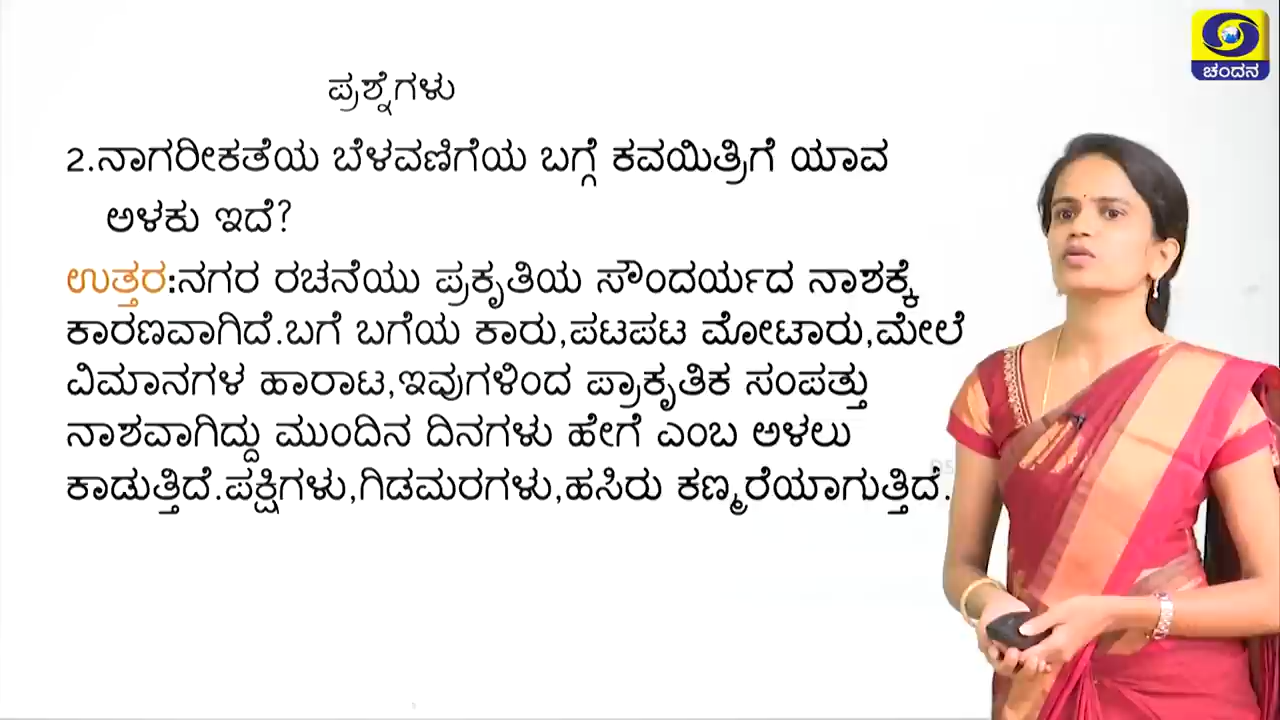 ಚಂದನ
ಪ್ರಶ್ನೆಗಳು
2.ನಾಗರೀಕತೆಯ ಬೆಳವಣಿಗೆಯ ಬಗ್ಗೆ ಕವಯಿತ್ರಿಗೆ ಯಾವ
ಅಳಕು ಇದೆ?
ಉತ್ತರ:ನಗರ ರಚನೆಯು ಪ್ರಕೃತಿಯ ಸೌಂದರ್ಯದ ನಾಶಕ್ಕೆ
ಕಾರಣವಾಗಿದೆ.ಬಗೆ ಬಗೆಯ ಕಾರು,ಪಟಪಟ ಮೋಟಾರು,ಮೇಲೆ
ವಿಮಾನಗಳ ಹಾರಾಟ,ಇವುಗಳಿಂದ ಪ್ರಾಕೃತಿಕ ಸಂಪತ್ತು
ನಾಶವಾಗಿದ್ದು ಮುಂದಿನ ದಿನಗಳು ಹೇಗೆ ಎಂಬ ಅಳಲು
ಕಾಡುತ್ತಿದೆ.ಪಕ್ಷಿಗಳು,ಗಿಡಮರಗಳು,ಹಸಿರು ಕಣ್ಮರೆಯಾಗುತ್ತಿದೆ.